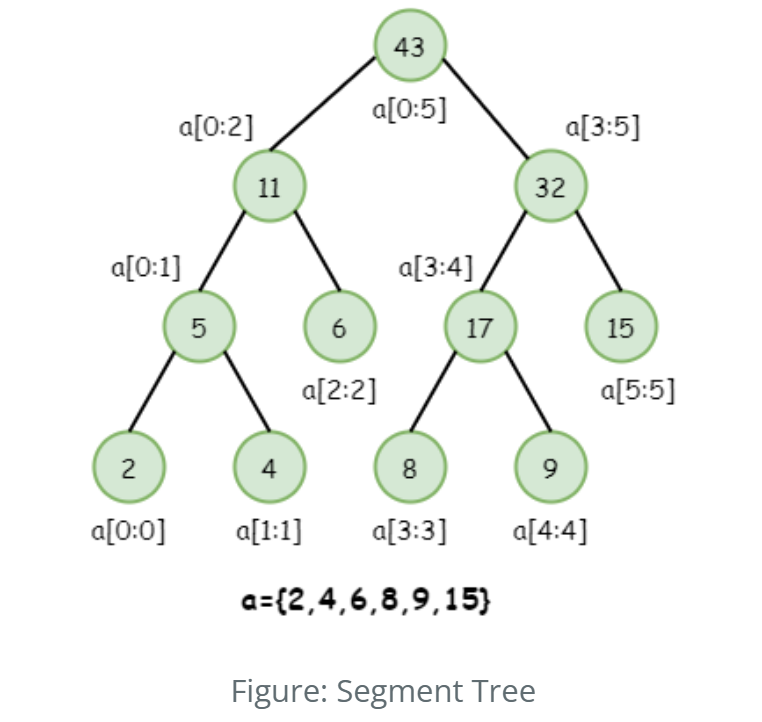 43
a[0:5]
a[0:2]
a[3:5]
11
32
a[0:1]
a[3:4]
5
6
17
15
a[2:2]
a[5:5]
2
4
8
9
a[0:0]
a[1:1]
a[3:3]
a[4:4]
a={2,4,6,8,9,15}
Figure: Segment Tree